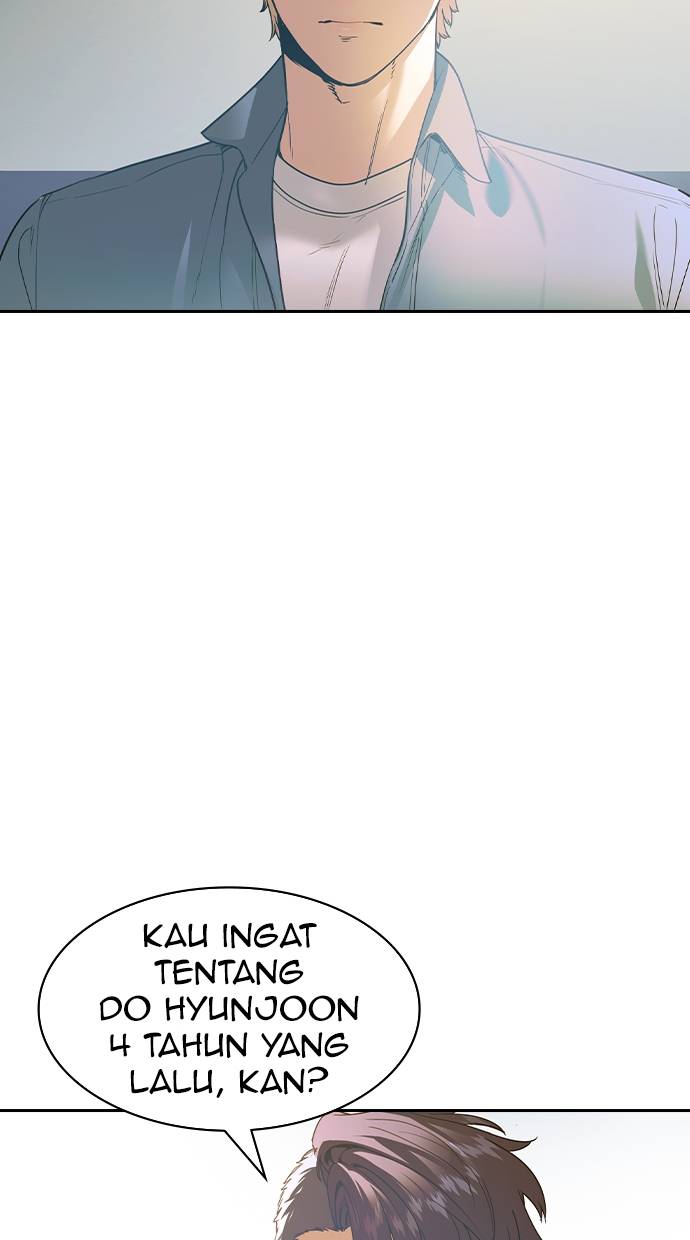 KAU INGAT
TENTANG
DO HYUNJOON
4 TAHUN YANG
LALU, KAN?